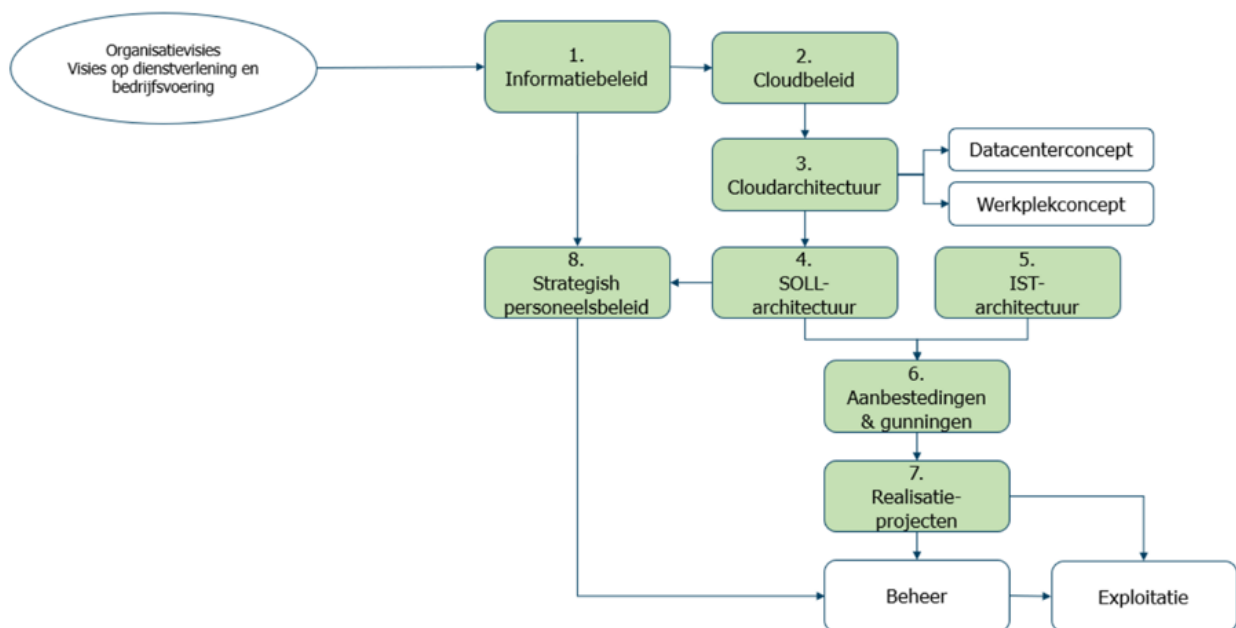 Organisatievisies
Visies op dienstverlening en
bedrijfsvoering
1.
Informatiebeleid
2.
Cloudbeleid
3.
Cloudarchitectuur
Datacenterconcept
Werkplekconcept
8.
Strategish
personeelsbeleid
4.
SOLL-
architectuur
5.
IST-
architectuur
6.
Aanbestedingen
& gunningen
7.
Realisatie-
projecten
Beheer
Exploitatie